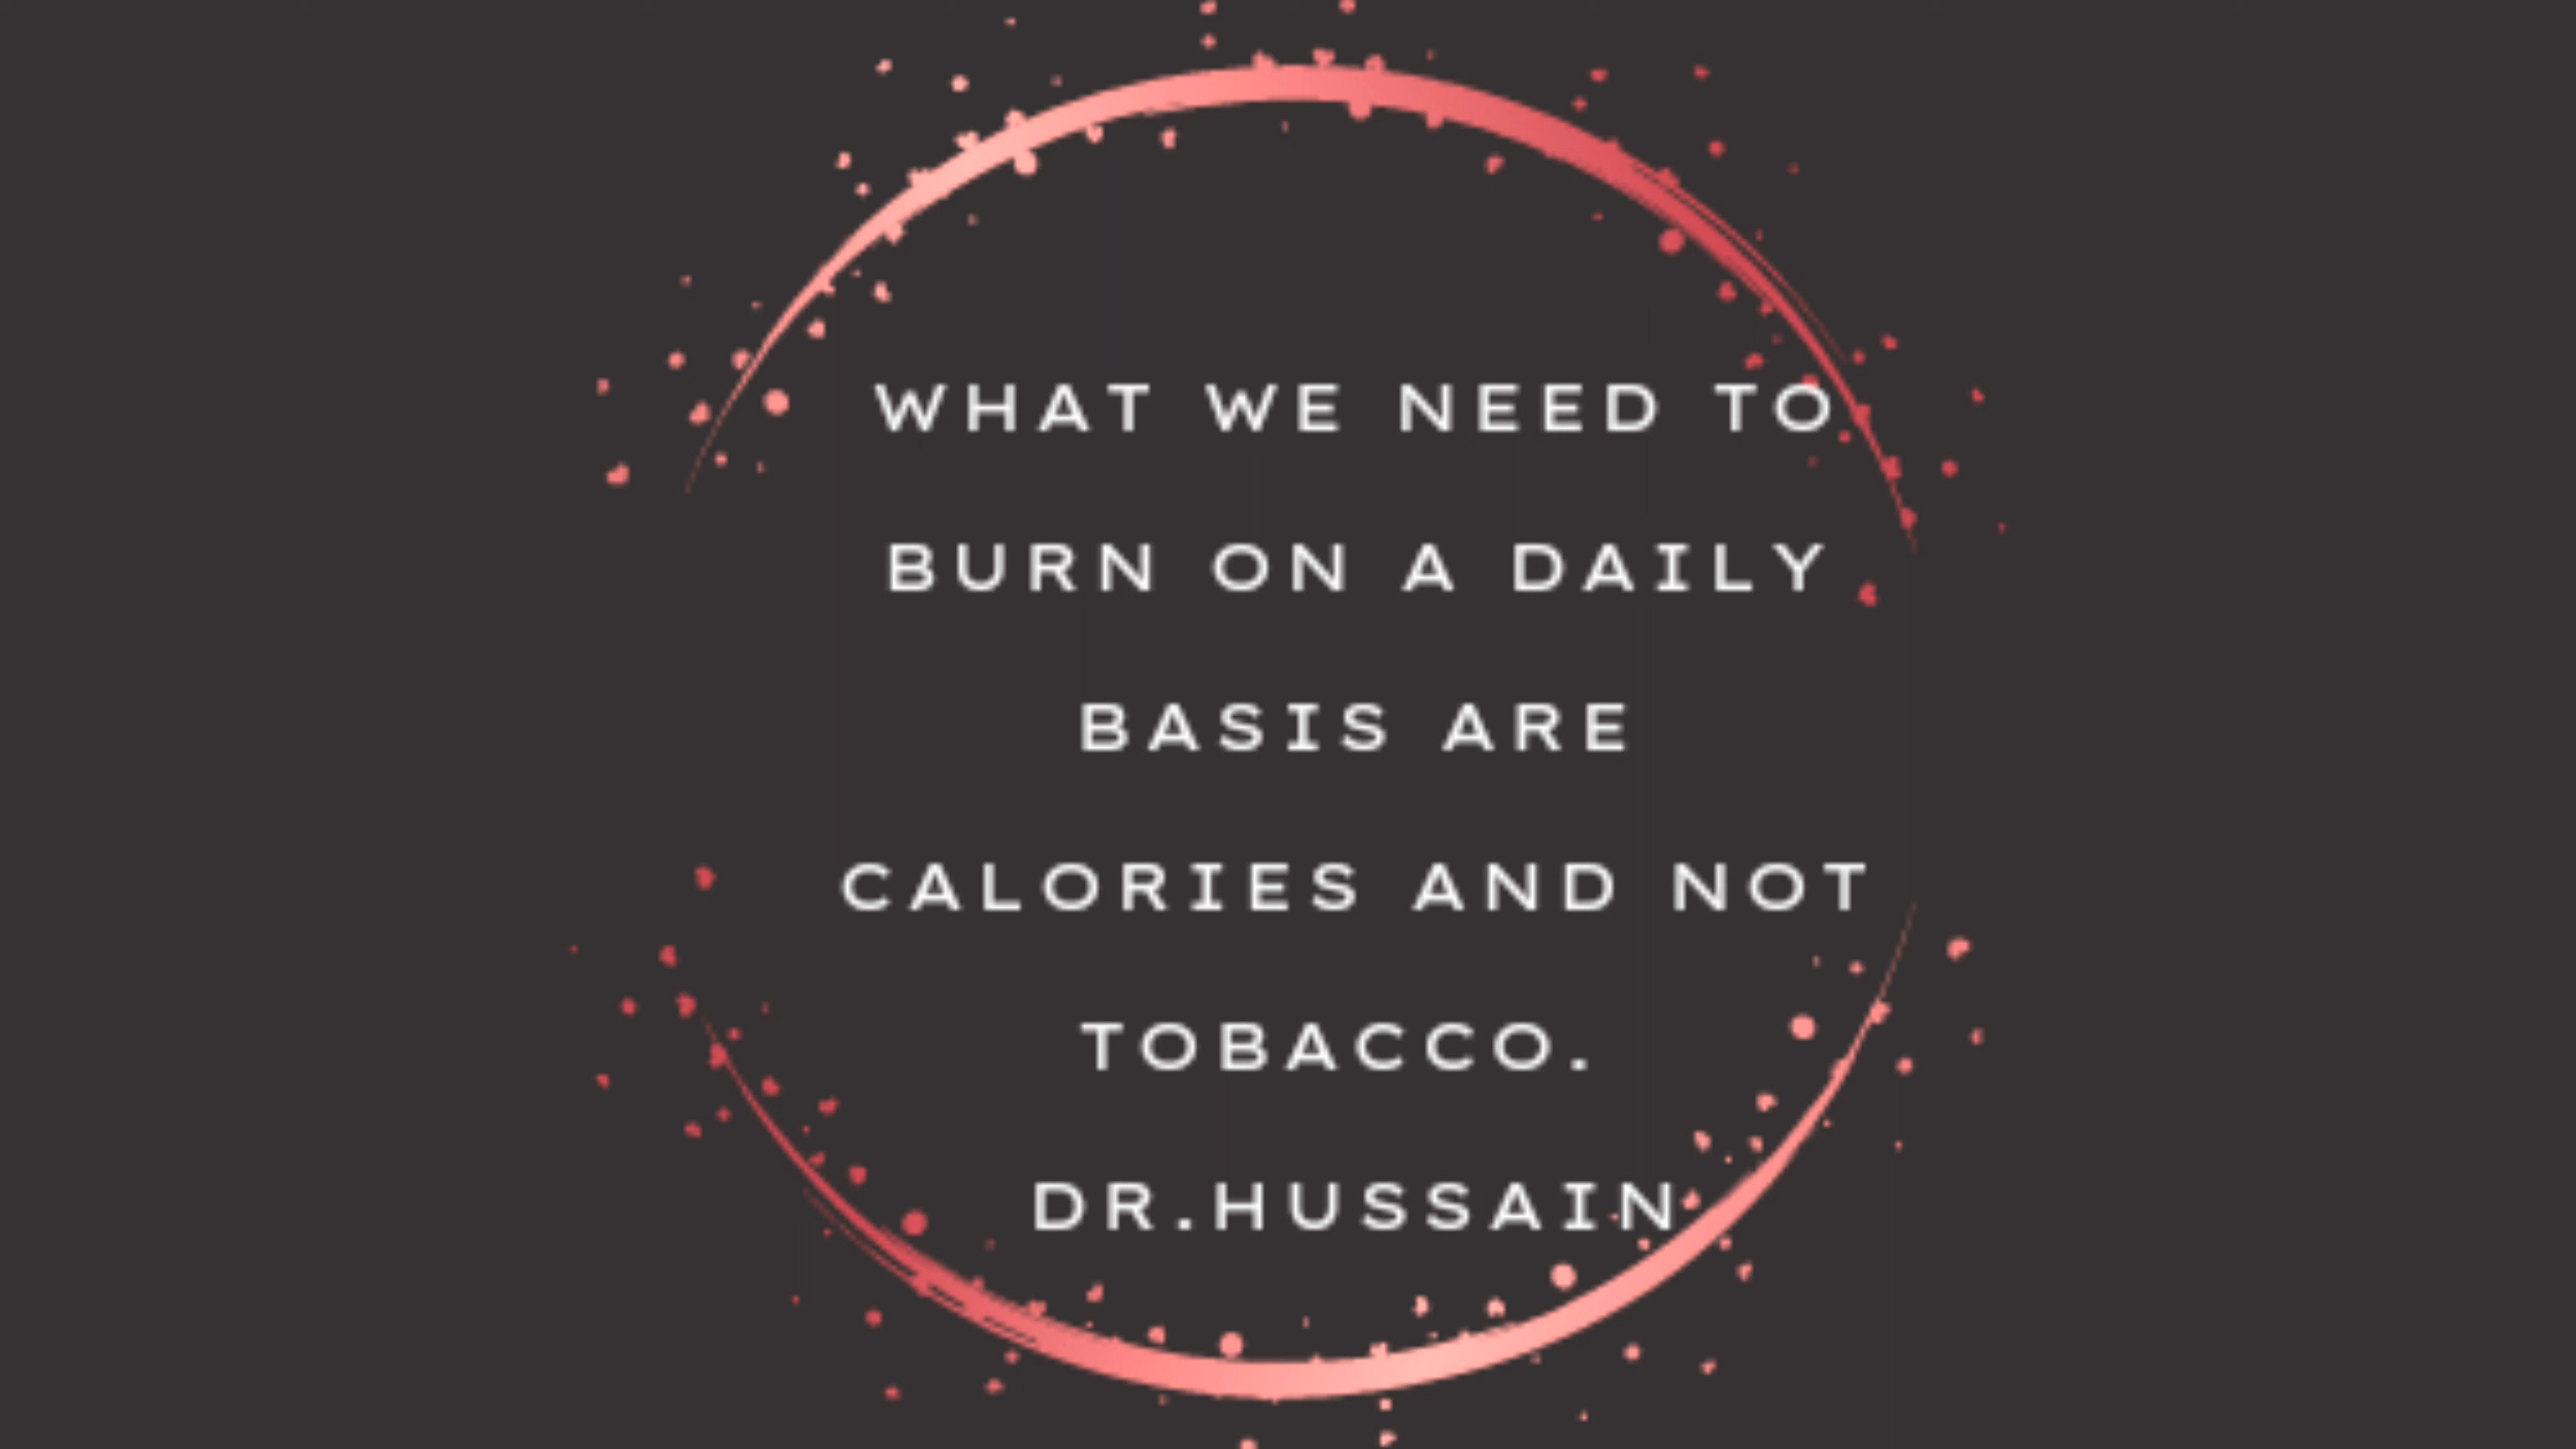 WHAT WE NEED TO
BURN ON A DAILY
BASIS ARE
CALORIES AND NOT
TOBACCO.
DR.HUSSAIN